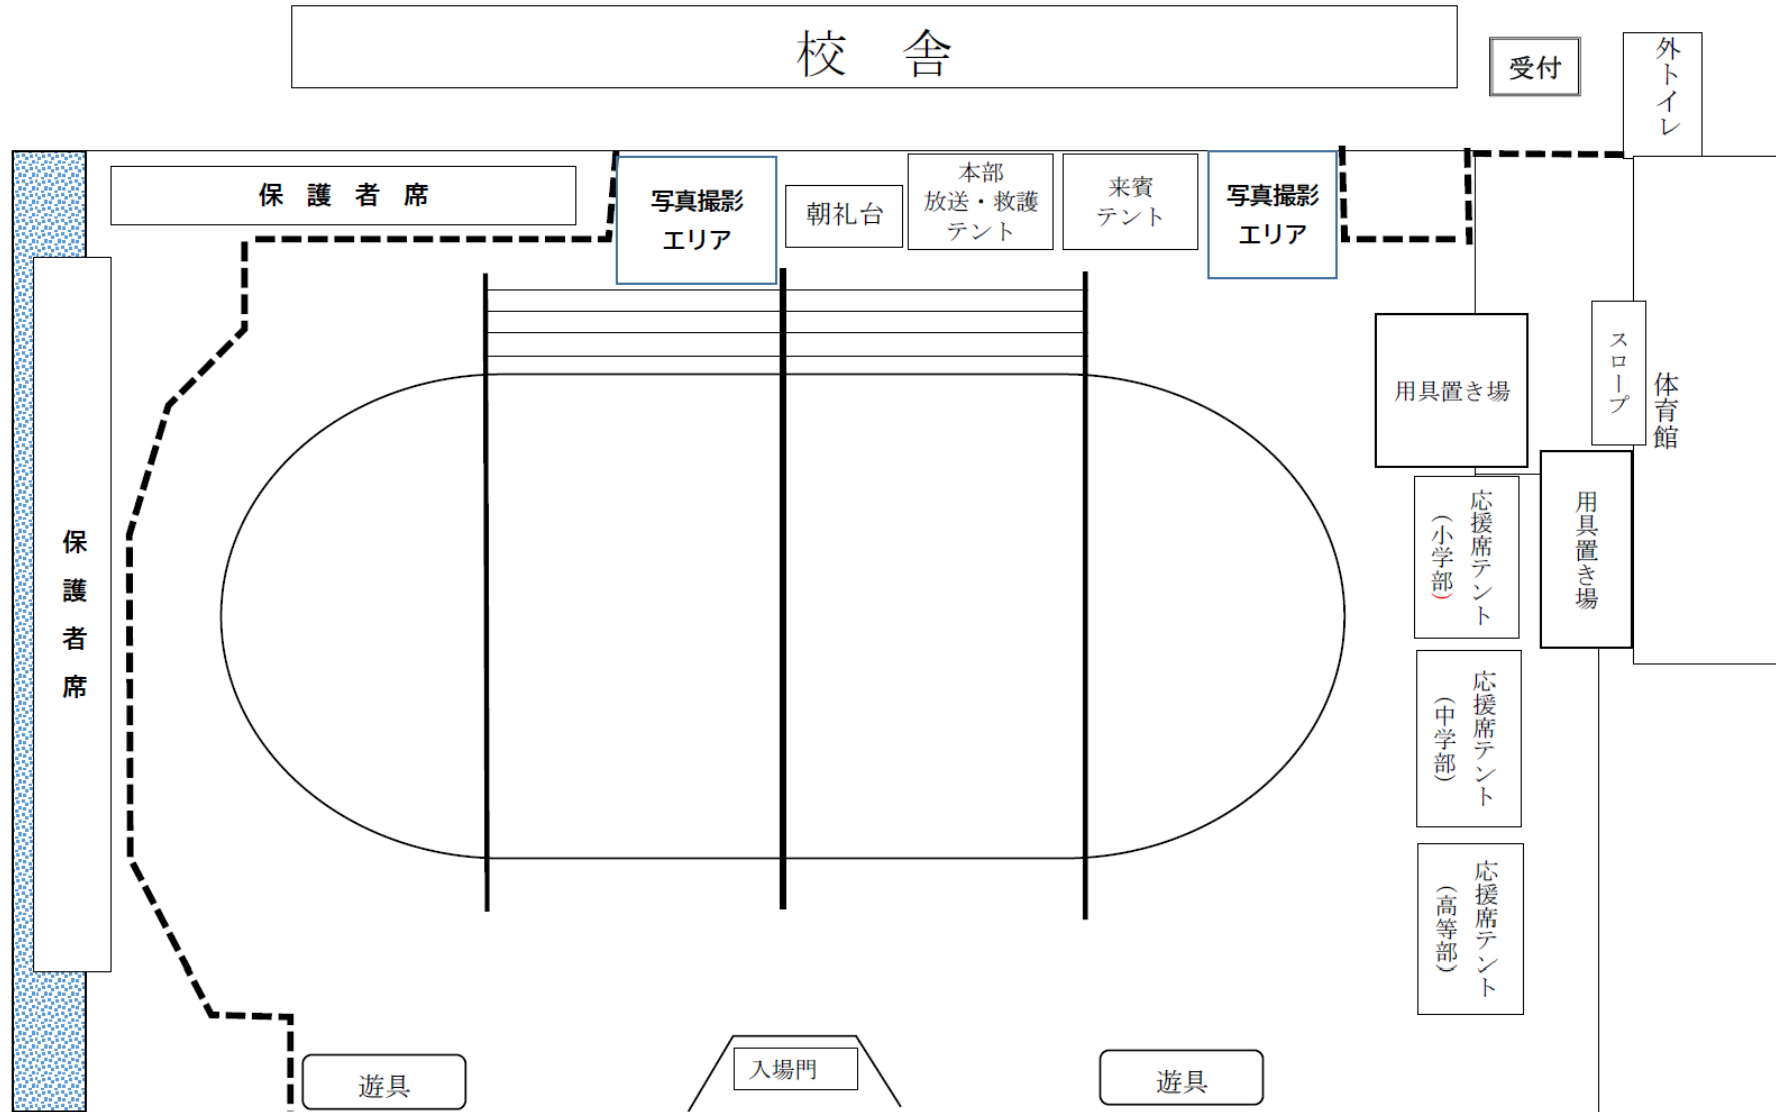 校　舎
受付
外トイレ
保 護 者 席
写真撮影
エリア
朝礼台
本部
放送・救護
テント
来賓
テント
写真撮影
エリア
用具置き場
スロープ
体育館
保護者席
応援席テント
（小学部）
用具置き場
応援席テント
（中学部）
応援席テント
（高等部）
遊具
入場門
遊具